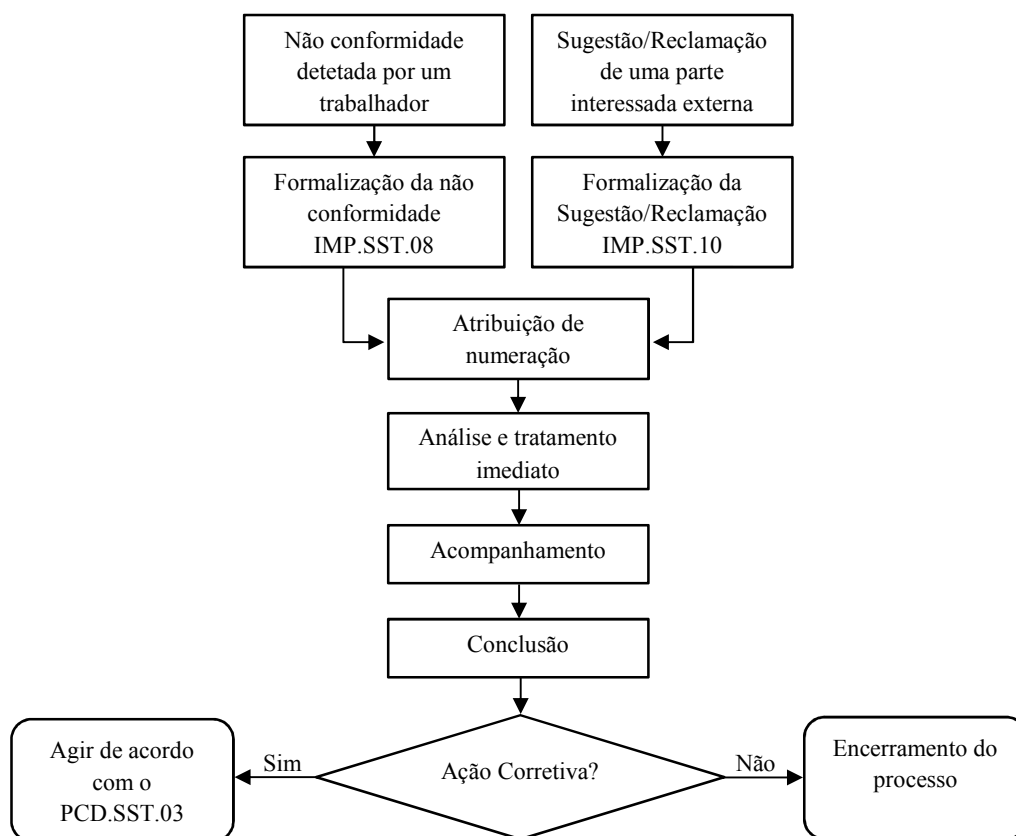 Não conformidade
detetada por um
trabalhador
Sugestão/Reclamação
de uma parte
interessada externa
Formalização da não
conformidade
IMP.SST.08
Formalização da
Sugestão/Reclamação
IMP.SST.10
Atribuição de
numeração
Análise e tratamento
imediato
Acompanhamento
Conclusão
Ação Corretiva?
Sim
Agir de acordo
com o
PCD.SST.03
Não
Encerramento do
processo